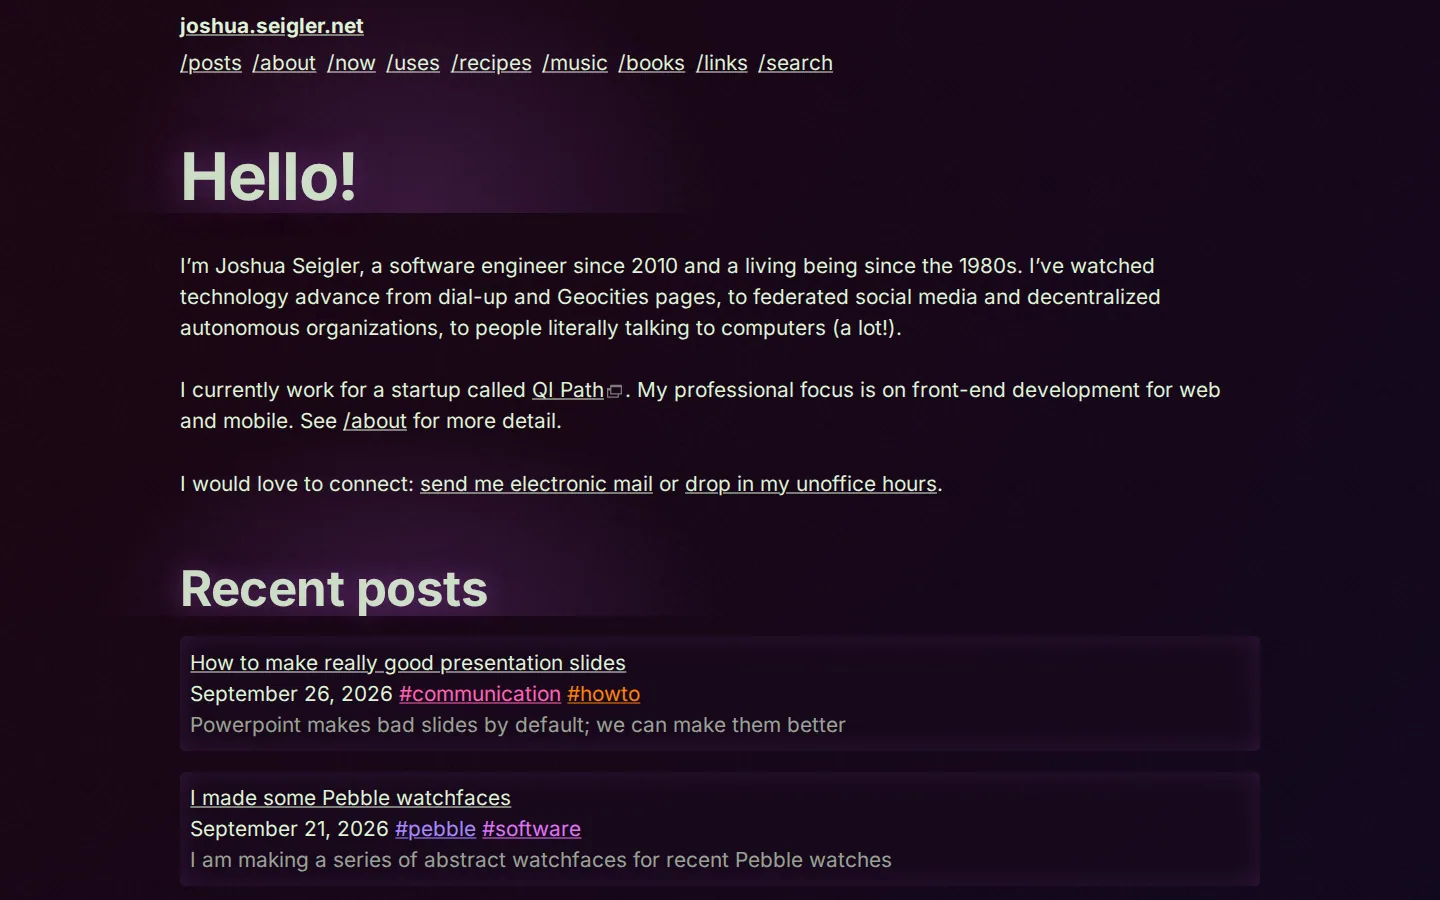 joshua.seigler.net
/posts /about /now /uses /recipes /music /books /links /search
Hello!
I’m Joshua Seigler, a software engineer since 2010 and a living being since the 1980s. I’ve watched
technology advance from dial-up and Geocities pages, to federated social media and decentralized
autonomous organizations, to people literally talking to computers (a lot!).
I currently work for a startup called QI Path. My professional focus is on front-end development for web
and mobile. See /about for more detail.
I would love to connect: send me electronic mail or drop in my unoffice hours.
Recent posts
How to make really good presentation slides
September 26, 2026 #communication #howto
Powerpoint makes bad slides by default; we can make them better
I made some Pebble watchfaces
September 21, 2026 #pebble #software
I am making a series of abstract watchfaces for recent Pebble watches